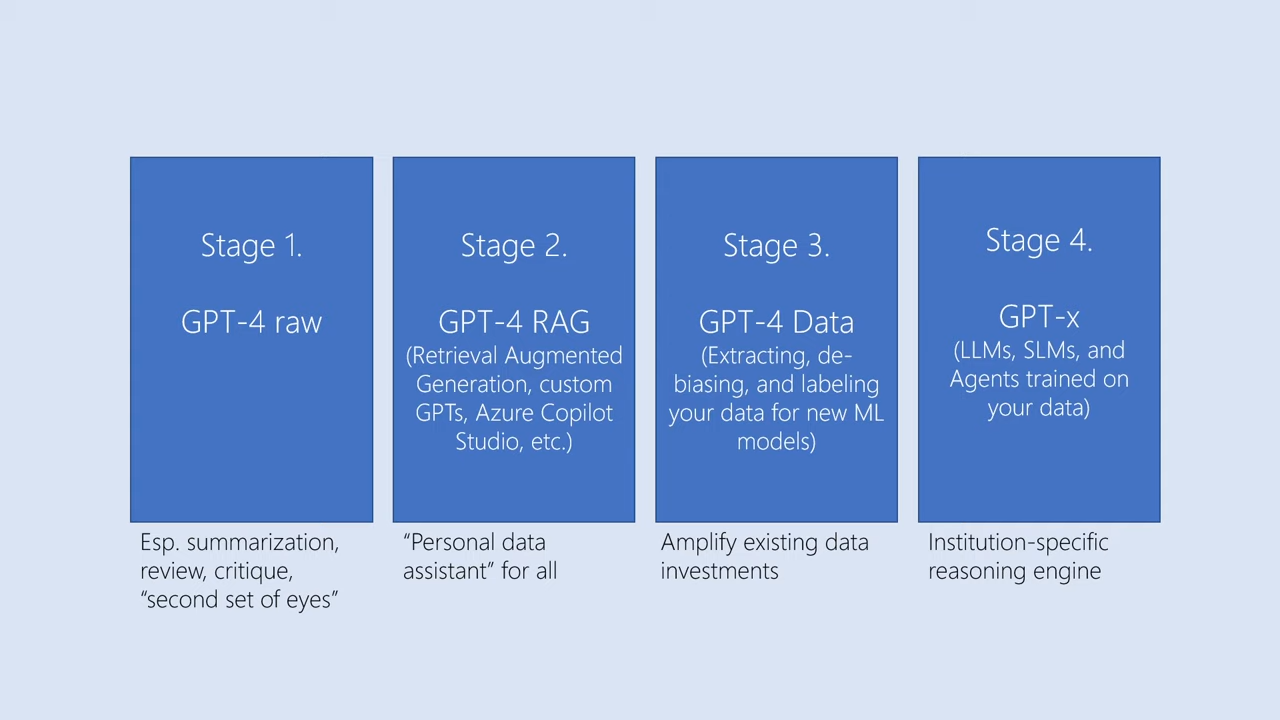 Stage 1.
GPT-4 raw
Esp. summarization,
review, critique,
“second set of eyes”
Stage 2.
GPT-4 RAG
(Retrieval Augmented
Generation, custom
GPTs, Azure Copilot
Studio, etc.)
“Personal data
assistant” for all
Stage 3.
GPT-4 Data
(Extracting, de-
biasing, and labeling
your data for new ML
models)
Amplify existing data
investments
Stage 4.
GPT-x
(LLMs, SLMs, and
Agents trained on
your data)
Institution-specific
reasoning engine